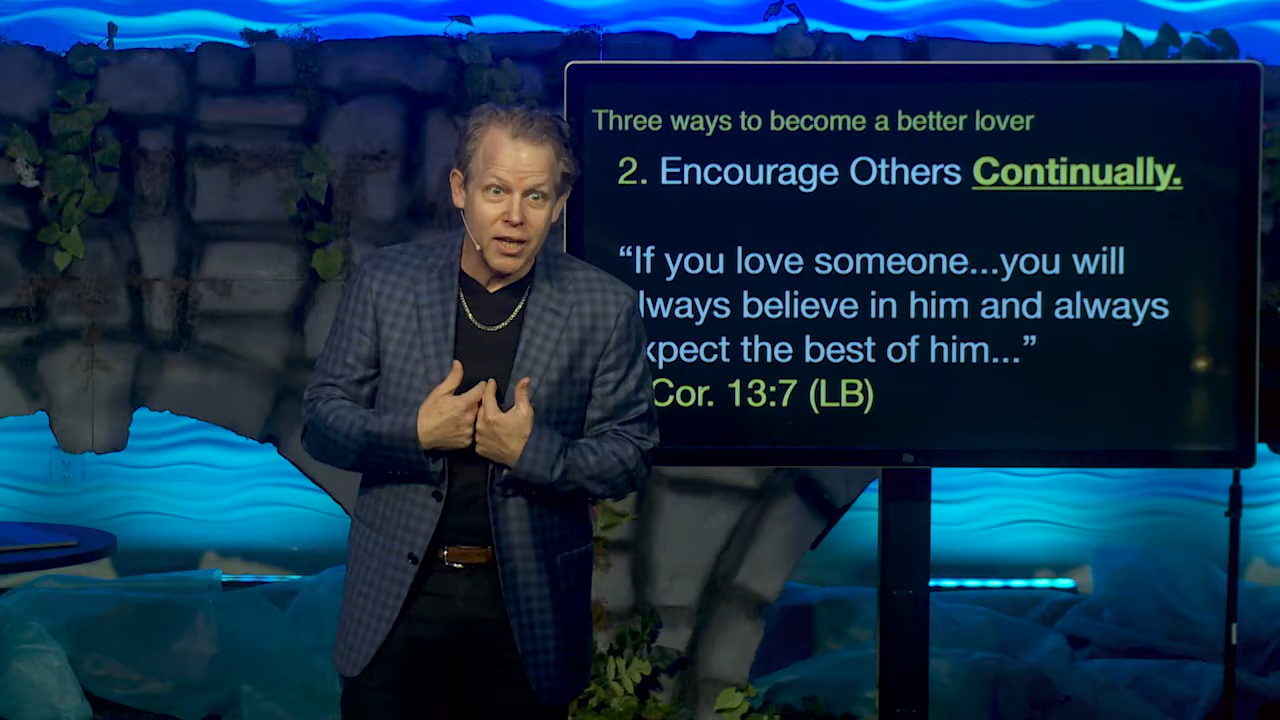 Three ways to become a better lover
2. Encourage Others Continually.
“If you love someone...you will
lways believe in him and always
xpect the best of him...”
Cor. 13:7 (LB)